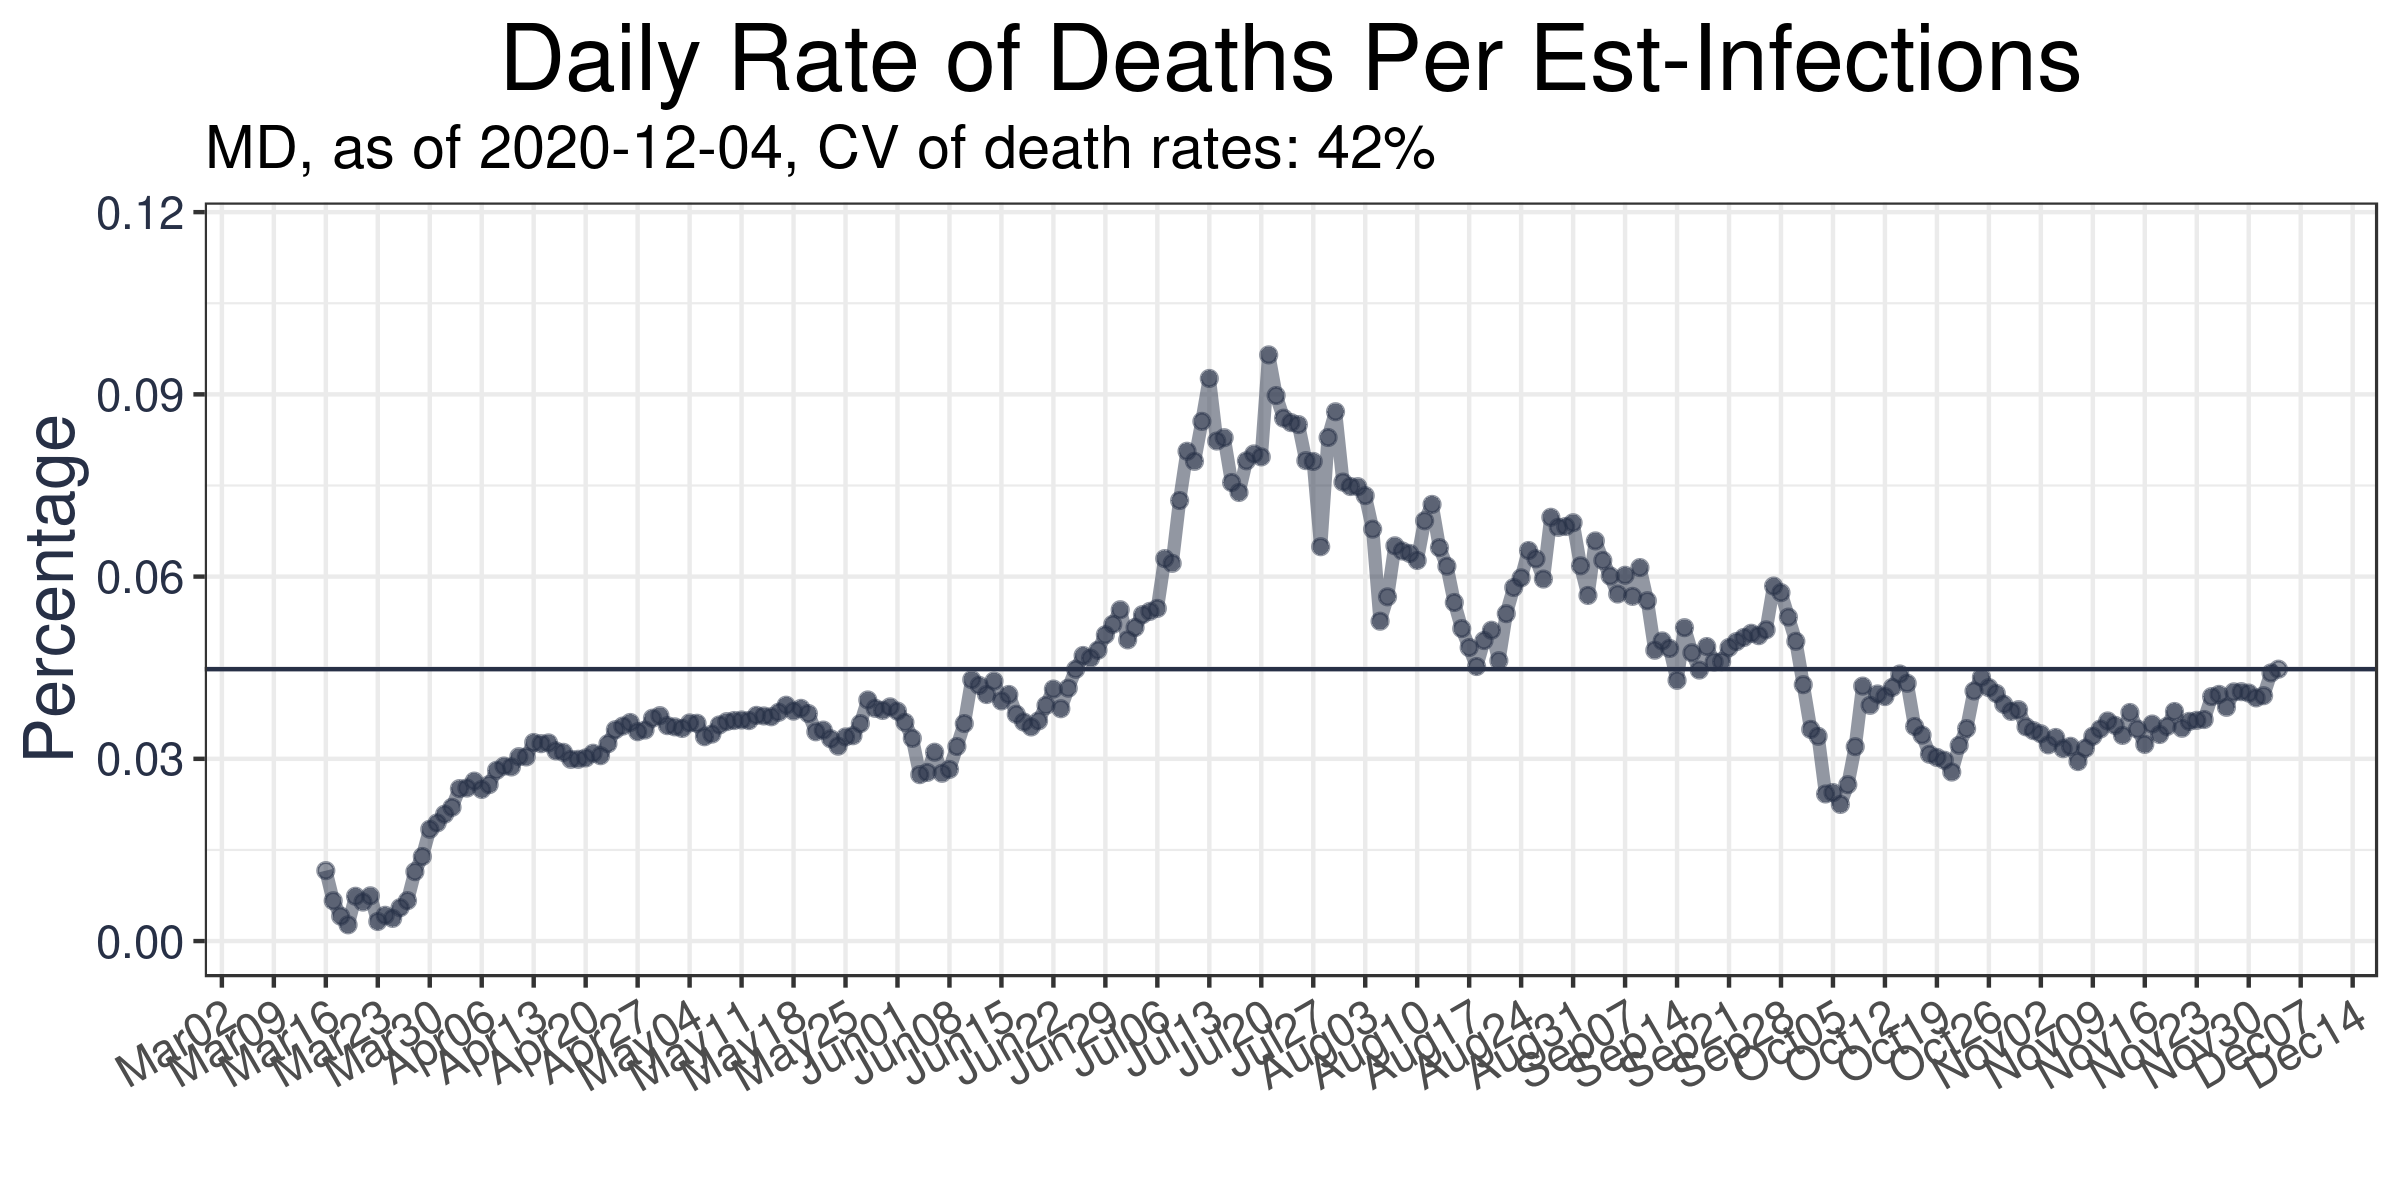 Daily Rate of Deaths Per Est-Infections
MD, as of 2020-12-04, CV of death rates: 42%
Percentage
0.12
0.09
0.06
0.03
0.00
Mar02
Mar09
Mar16
Mar23
Mar30
Apr06
Apr13
Apr20
Apr27
May04
May11
May18
May25
Jun01
Jun08
Jun15
Jun22
Jun29
Jul06
Jul13
Jul20
Jul27
Aug03
Aug10
Aug17
Aug24
Aug31
Sep07
Sep14
Sep21
Sep28
Oct05
Oct12
Oct19
Oct26
Nov02
Nov09
Nov16
Nov23
Nov30
Dec07
Dec14